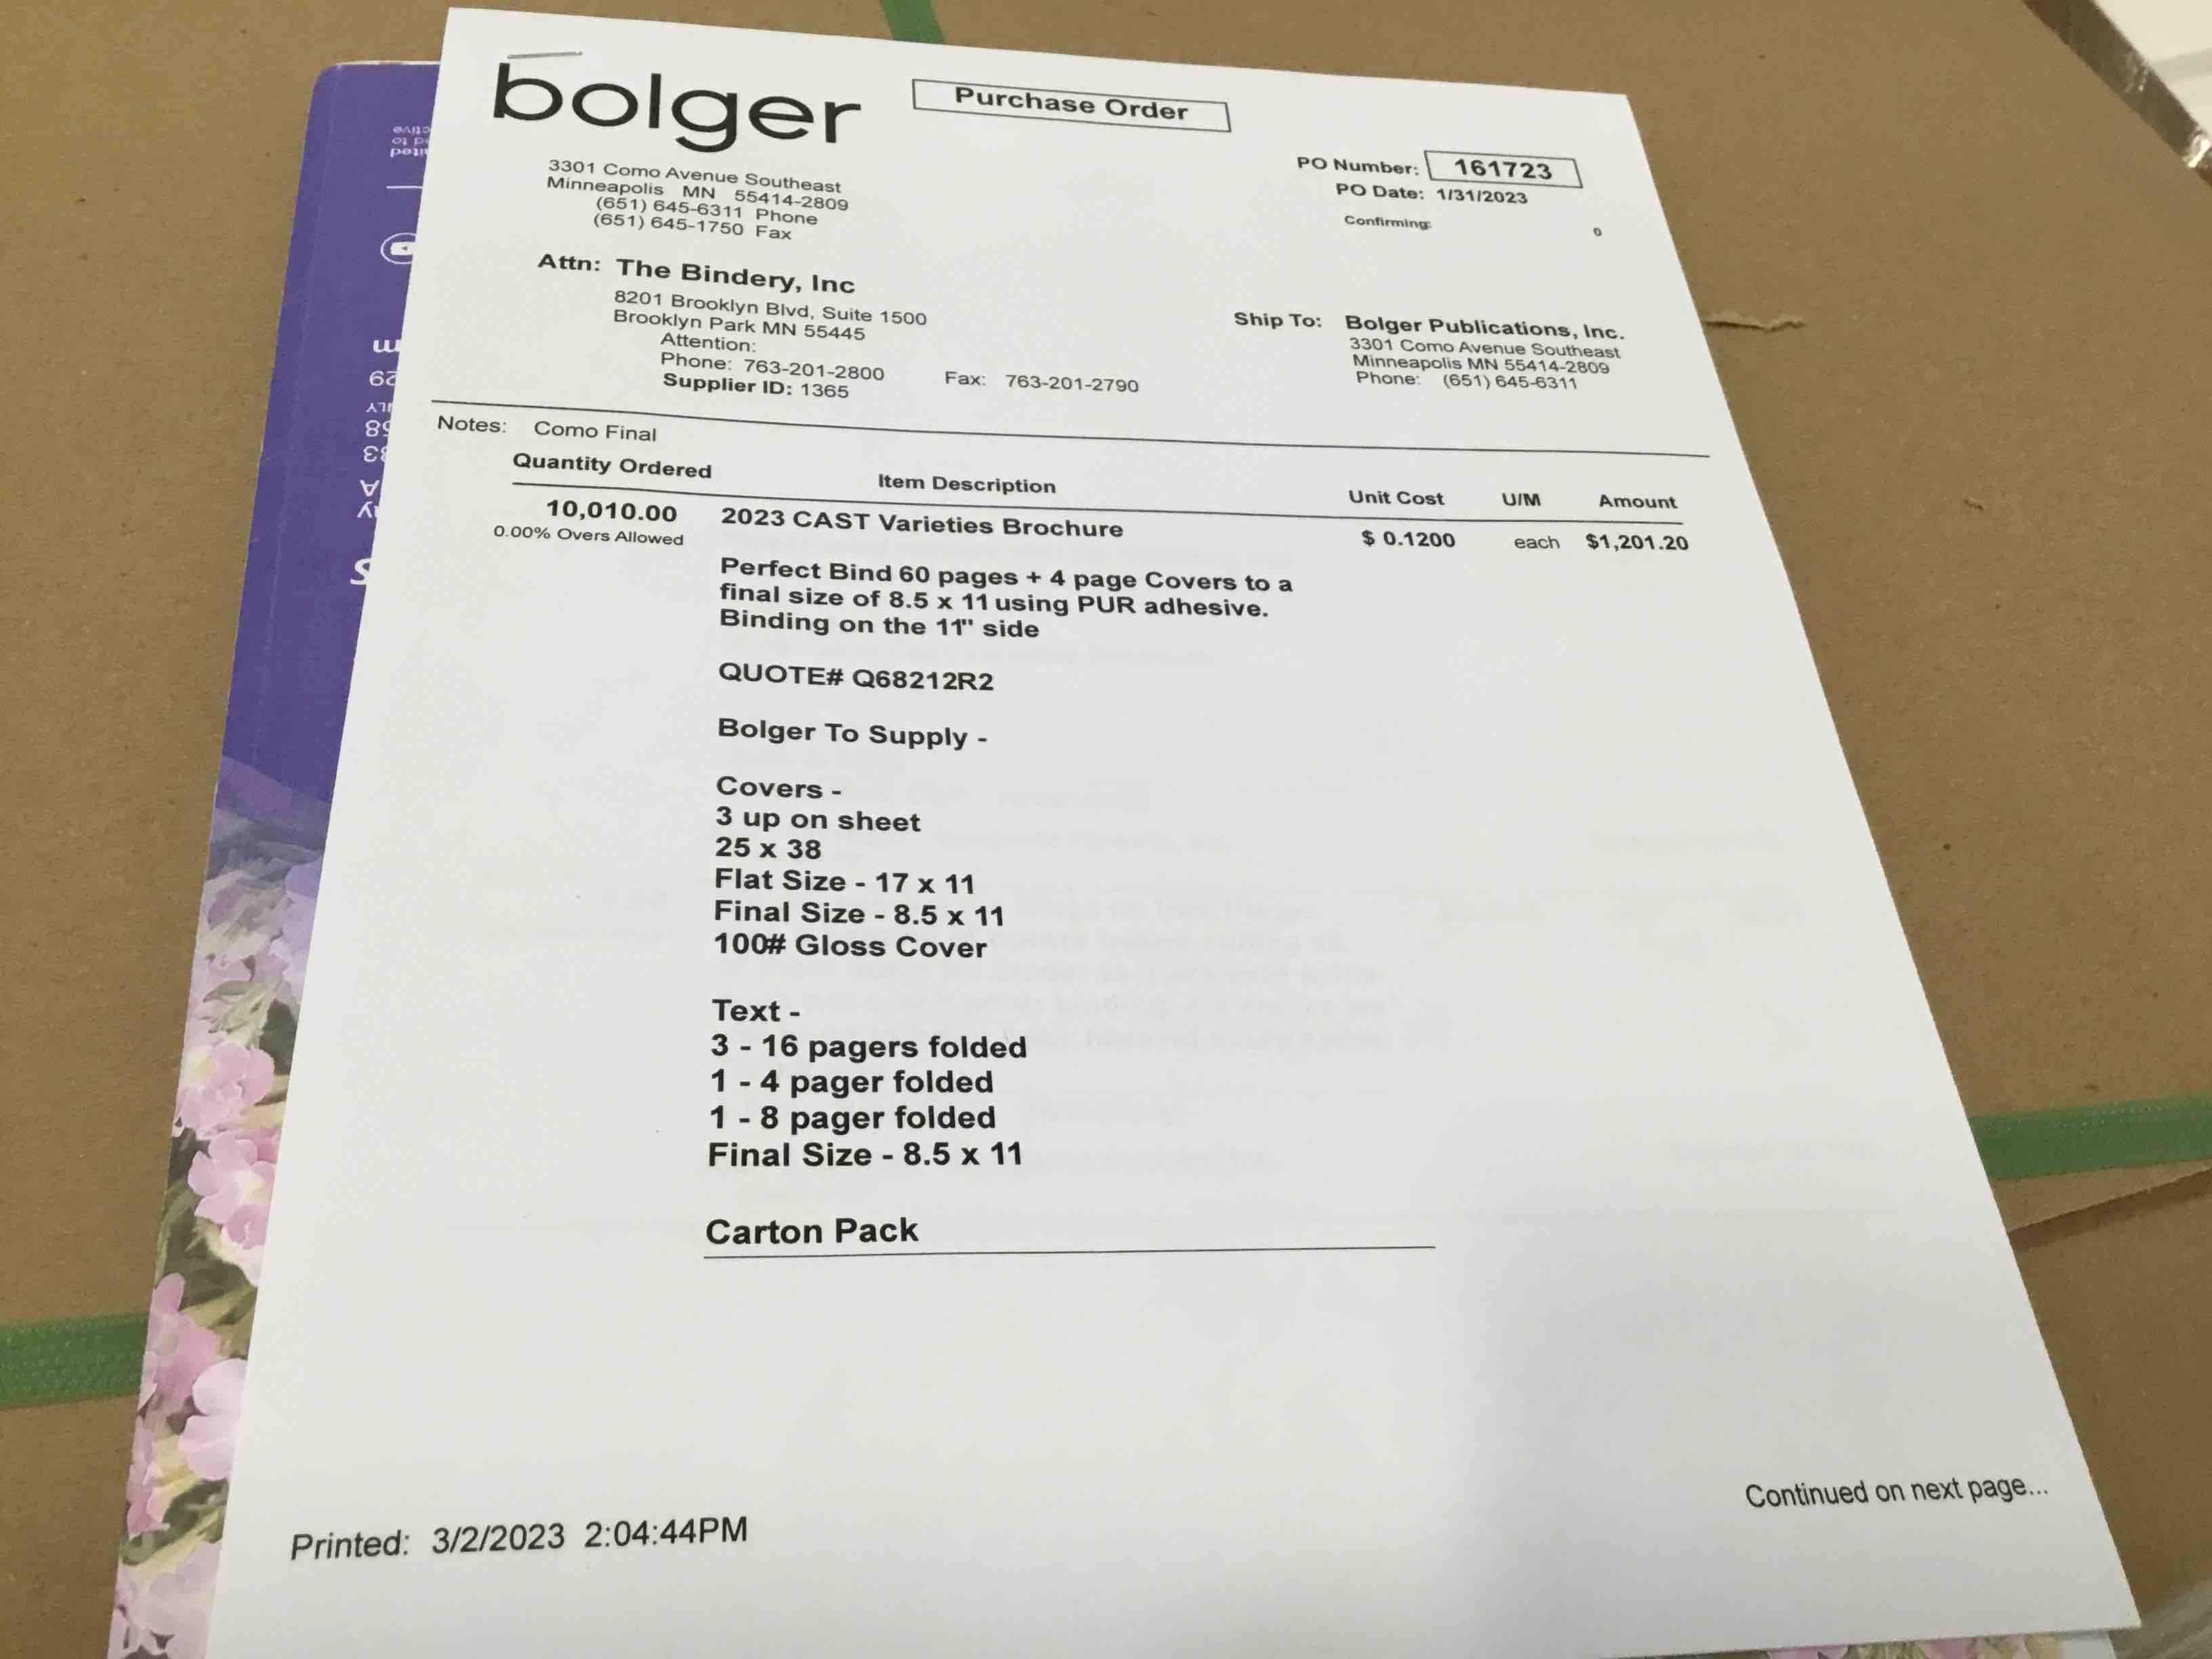 bolger
Purchase Order
3301 Como Avenue Southeast
Minneapolis MN 55414-2809
(651) 645-6311 Phone
(651) 645-1750 Fax
PO Number: 161723
PO Date: 1/31/2023
Confirming: 0
Attn: The Bindery, Inc
8201 Brooklyn Blvd, Suite 1500
Brooklyn Park MN 55445
Attention:
Phone: 763-201-2800 Fax: 763-201-2790
Supplier ID: 1365
Ship To: Bolger Publications, Inc.
3301 Como Avenue Southeast
Minneapolis MN 55414-2809
Phone: (651) 645-6311
Notes: Como Final
Quantity Ordered Item Description Unit Cost U/M Amount
10,010.00 2023 CAST Varieties Brochure $ 0.1200 each $1,201.20
0.00% Overs Allowed
Perfect Bind 60 pages + 4 page Covers to a
final size of 8.5 x 11 using PUR adhesive.
Binding on the 11" side
QUOTE# Q68212R2
Bolger To Supply -
Covers -
3 up on sheet
25 x 38
Flat Size - 17 x 11
Final Size - 8.5 x 11
100# Gloss Cover
Text -
3 - 16 pagers folded
1 - 4 pager folded
1 - 8 pager folded
Final Size - 8.5 x 11
Carton Pack
Continued on next page...
Printed: 3/2/2023 2:04:44PM